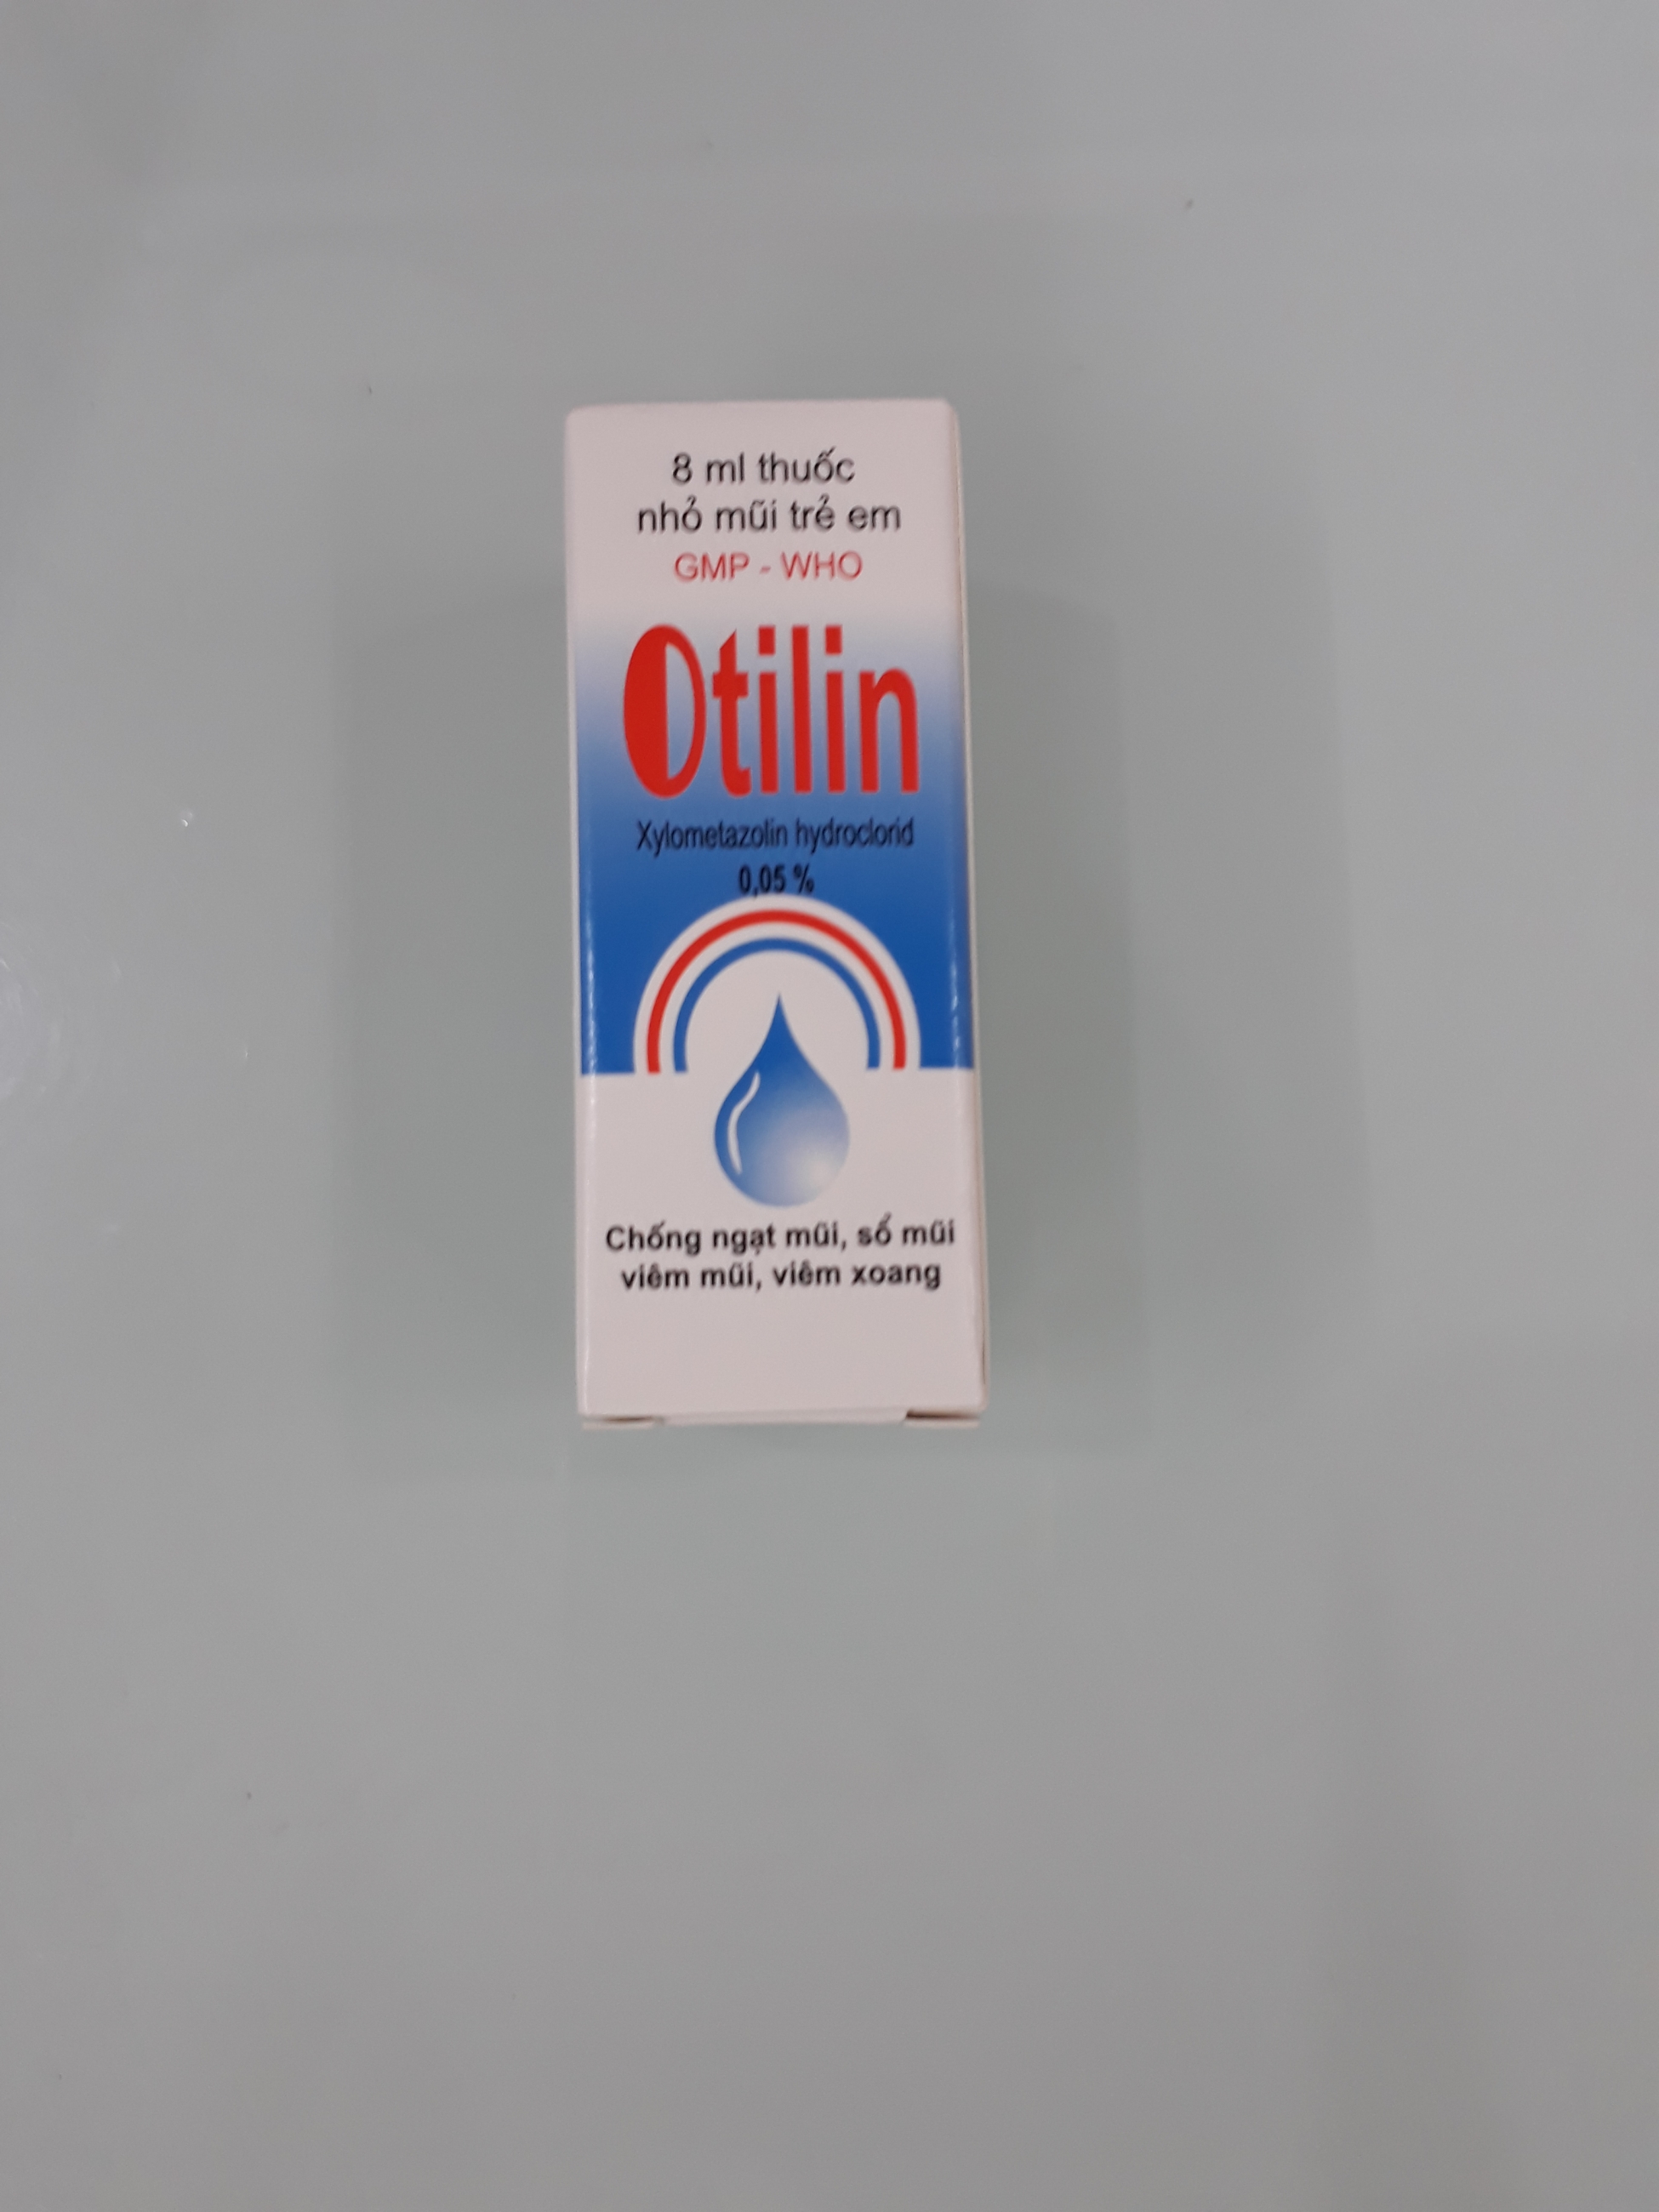 8 ml thuốc
nhỏ mũi trẻ em
GMP - WHO
Otilin
Xylometazolin hydroclorid
0,05 %
Chống ngạt mũi, sổ mũi
viêm mũi, viêm xoang